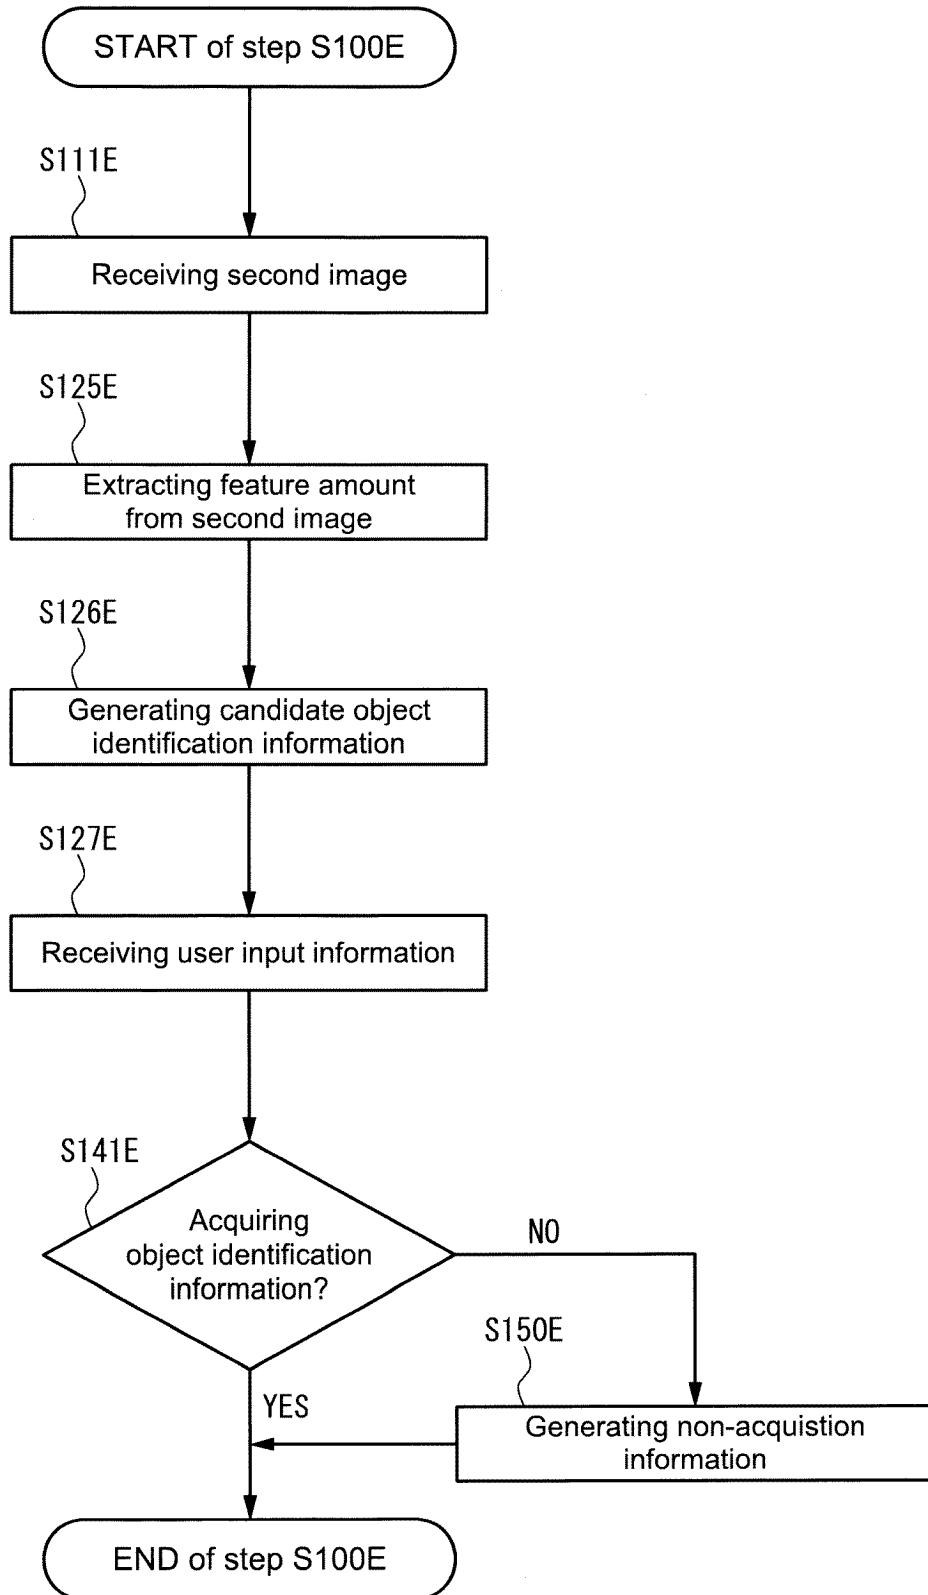 START of step S100E
S111E
Receiving second image
S125E
Extracting feature amount
from second image
S126E
Generating candidate object
identification information
S127E
Receiving user input information
S141E
Acquiring
object identification
information?
NO
S150E
YES
Generating non-acquistion
information
END of step S100E